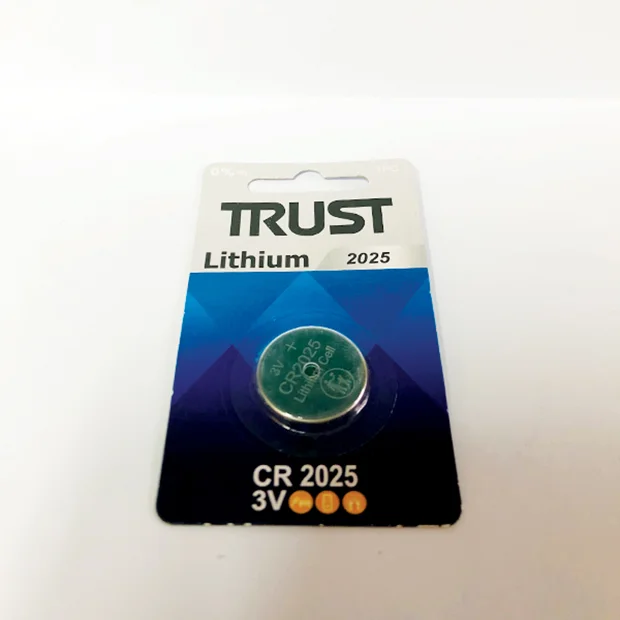 TRUST
Lithium 2025
+
3V
CR2025
Lithium Cell
CR 2025
3V